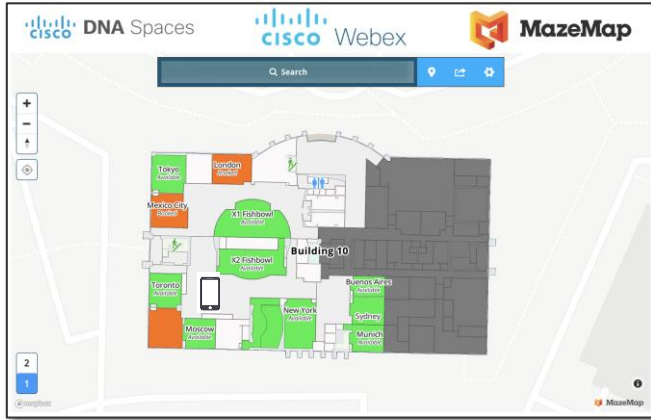 CISCO DNA Spaces
CISCO Webex
MazeMap
Search
+
−
Tokyo
Available
London
Booked
Mexico City
Booked
X1 Fishbowl
Available
Building 10
X2 Fishbowl
Available
Toronto
Available
Buenos Aires
Available
New York
Available
Sydney
Moscow
Available
Munich
Available
2
1
mapbox
MazeMap